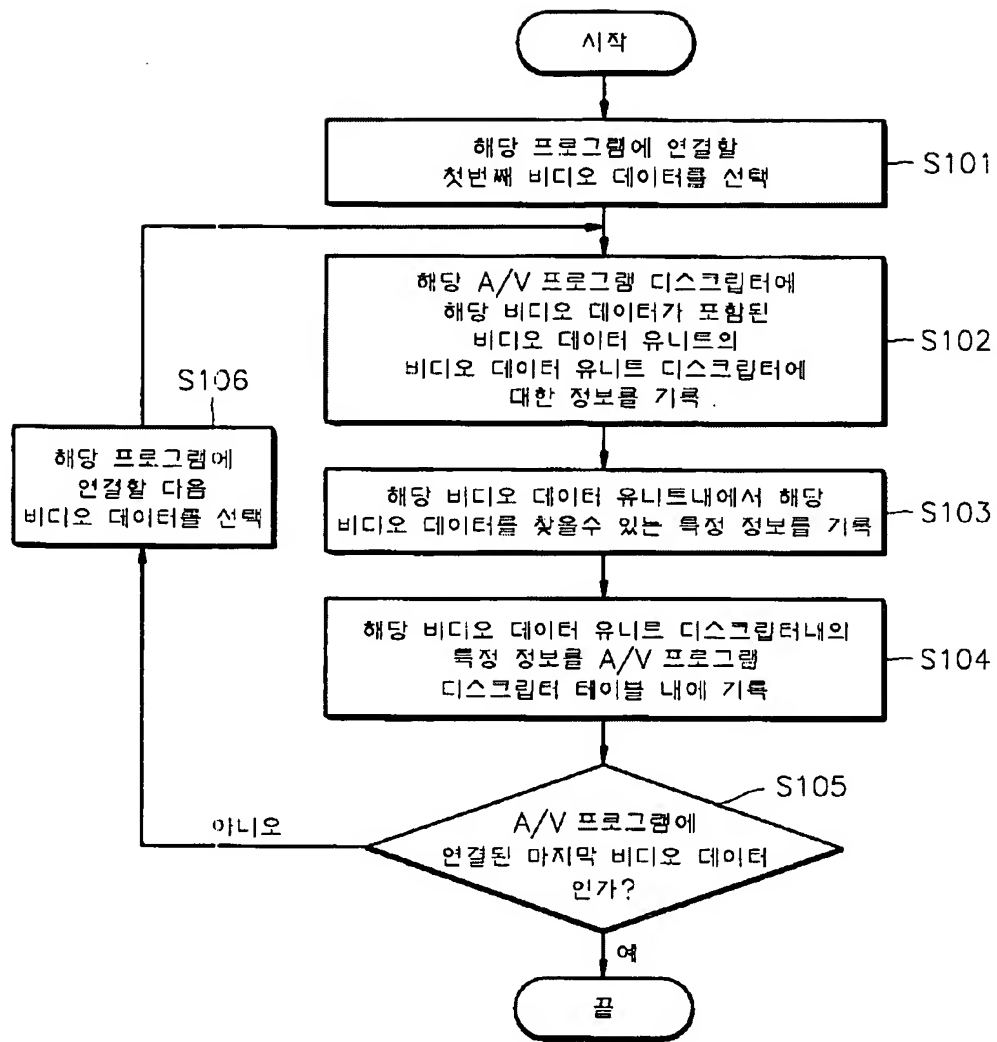 시작
해당 프로그램에 연결할
첫번째 비디오 데이터를 선택
S101
해당 A/V 프로그램 디스크립터에
해당 비디오 데이터가 포함된
비디오 데이터 유니트의
비디오 데이터 유니트 디스크립터에
대한 정보를 기록
S102
S106
해당 프로그램에
연결할 다음
비디오 데이터를 선택
해당 비디오 데이터 유니트내에서 해당
비디오 데이터를 찾을수 있는 특정 정보를 기록
S103
해당 비디오 데이터 유니트 디스크립터내의
특정 정보를 A/V 프로그램
디스크립터 테이블 내에 기록
S104
S105
A/V 프로그램에
연결된 마지막 비디오 데이터
인가?
아니오
예
끝